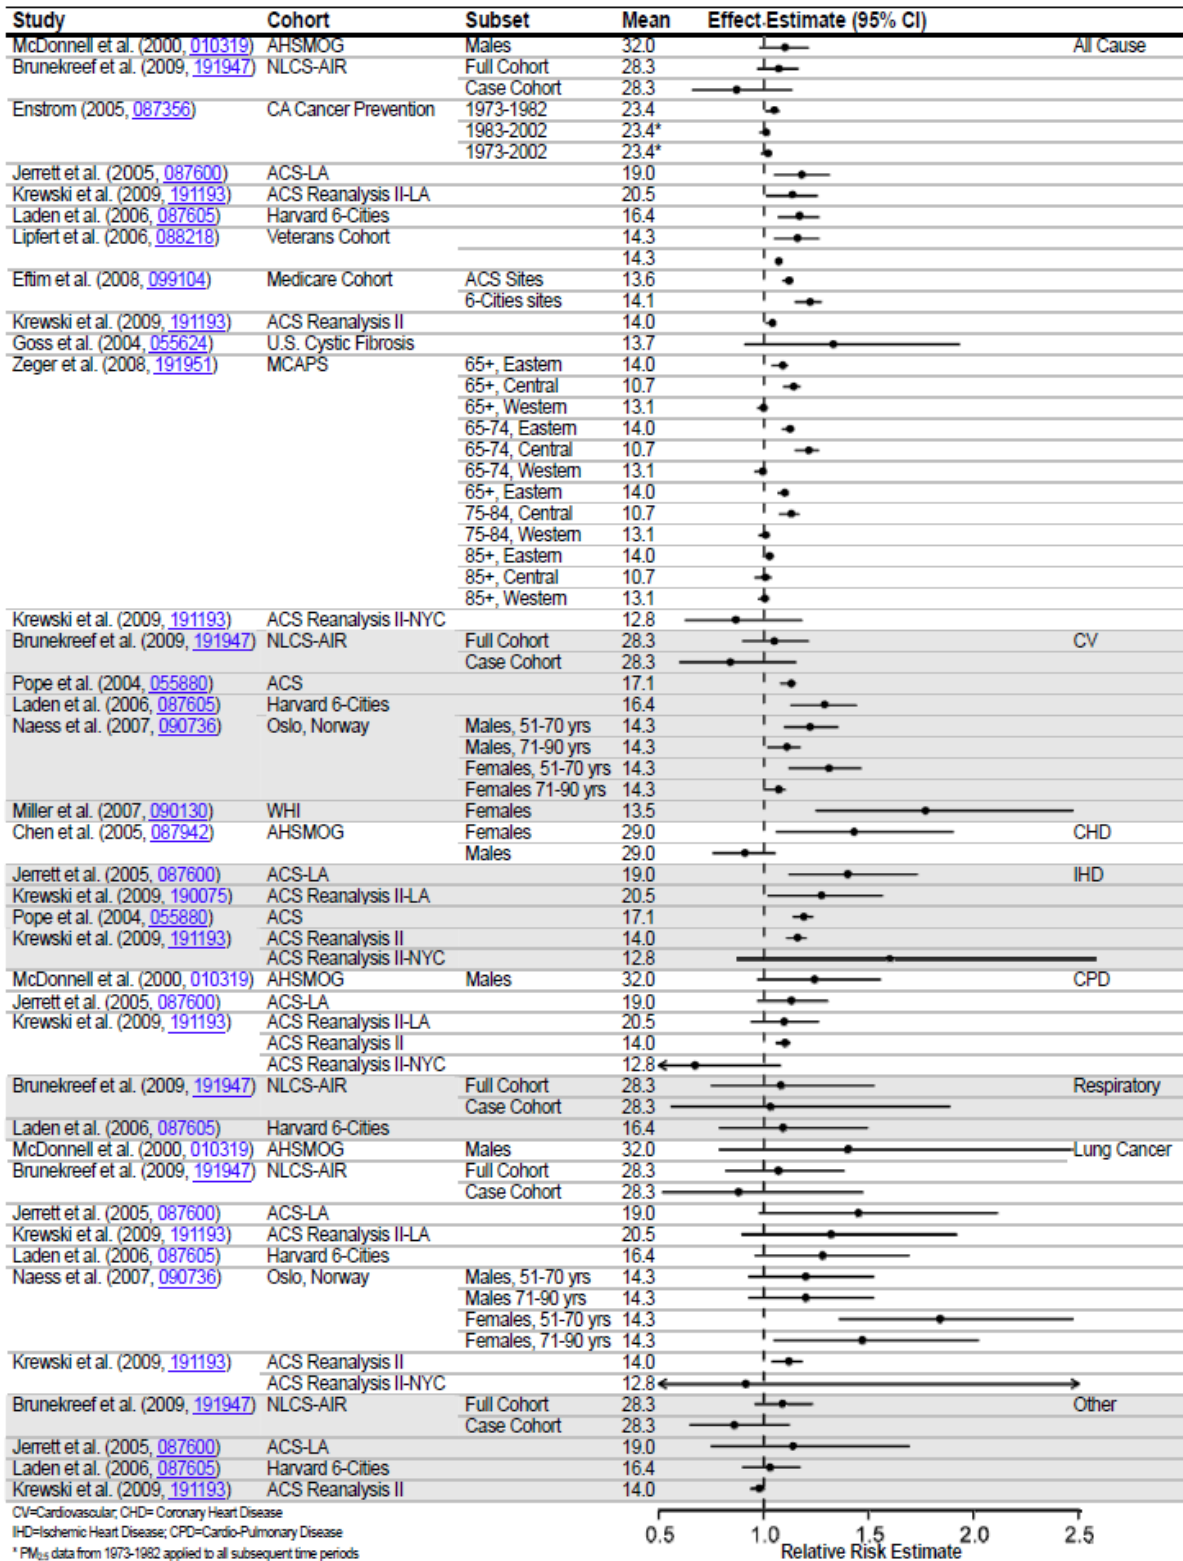 Study Cohort Subset Mean Effect Estimate (95% CI)
McDonnell et al. (2000, 010319) AHSMOG Males 32.0 All Cause
Brunekreef et al. (2009, 191947) NLCS-AIR Full Cohort 28.3
Case Cohort 28.3
Enstrom (2005, 087356) CA Cancer Prevention 1973-1982 23.4
1983-2002 23.4*
1973-2002 23.4*
Jerrett et al. (2005, 087600) ACS-LA 19.0
Krewski et al. (2009, 191193) ACS Reanalysis II-LA 20.5
Laden et al. (2006, 087605) Harvard 6-Cities 16.4
Lipfert et al. (2006, 088218) Veterans Cohort 14.3
14.3
Eftim et al. (2008, 099104) Medicare Cohort ACS Sites 13.6
6-Cities sites 14.1
Krewski et al. (2009, 191193) ACS Reanalysis II 14.0
Goss et al. (2004, 055624) U.S. Cystic Fibrosis 13.7
Zeger et al. (2008, 191951) MCAPS 65+, Eastern 14.0
65+, Central 10.7
65+, Western 13.1
65-74, Eastern 14.0
65-74, Central 10.7
65-74, Western 13.1
65+, Eastern 14.0
75-84, Central 10.7
75-84, Western 13.1
85+, Eastern 14.0
85+, Central 10.7
85+, Western 13.1
Krewski et al. (2009, 191193) ACS Reanalysis II-NYC 12.8
Brunekreef et al. (2009, 191947) NLCS-AIR Full Cohort 28.3 CV
Case Cohort 28.3
Pope et al. (2004, 055880) ACS 17.1
Laden et al. (2006, 087605) Harvard 6-Cities 16.4
Naess et al. (2007, 090736) Oslo, Norway Males, 51-70 yrs 14.3
Males, 71-90 yrs 14.3
Females, 51-70 yrs 14.3
Females 71-90 yrs 14.3
Miller et al. (2007, 090130) WHI Females 13.5
Chen et al. (2005, 087942) AHSMOG Females 29.0 CHD
Males 29.0
Jerrett et al. (2005, 087600) ACS-LA 19.0 IHD
Krewski et al. (2009, 190075) ACS Reanalysis II-LA 20.5
Pope et al. (2004, 055880) ACS 17.1
Krewski et al. (2009, 191193) ACS Reanalysis II 14.0
ACS Reanalysis II-NYC 12.8
McDonnell et al. (2000, 010319) AHSMOG Males 32.0 CPD
Jerrett et al. (2005, 087600) ACS-LA 19.0
Krewski et al. (2009, 191193) ACS Reanalysis II-LA 20.5
ACS Reanalysis II 14.0
ACS Reanalysis II-NYC 12.8
Brunekreef et al. (2009, 191947) NLCS-AIR Full Cohort 28.3 Respiratory
Case Cohort 28.3
Laden et al. (2006, 087605) Harvard 6-Cities 16.4
McDonnell et al. (2000, 010319) AHSMOG Males 32.0 Lung Cancer
Brunekreef et al. (2009, 191947) NLCS-AIR Full Cohort 28.3
Case Cohort 28.3
Jerrett et al. (2005, 087600) ACS-LA 19.0
Krewski et al. (2009, 191193) ACS Reanalysis II-LA 20.5
Laden et al. (2006, 087605) Harvard 6-Cities 16.4
Naess et al. (2007, 090736) Oslo, Norway Males, 51-70 yrs 14.3
Males 71-90 yrs 14.3
Females, 51-70 yrs 14.3
Females, 71-90 yrs 14.3
Krewski et al. (2009, 191193) ACS Reanalysis II 14.0
ACS Reanalysis II-NYC 12.8
Brunekreef et al. (2009, 191947) NLCS-AIR Full Cohort 28.3 Other
Case Cohort 28.3
Jerrett et al. (2005, 087600) ACS-LA 19.0
Laden et al. (2006, 087605) Harvard 6-Cities 16.4
Krewski et al. (2009, 191193) ACS Reanalysis II 14.0
CV=Cardiovascular; CHD= Coronary Heart Disease
IHD=Ischemic Heart Disease; CPD=Cardio-Pulmonary Disease
* PM2.5 data from 1973-1982 applied to all subsequent time periods
0.5 1.0 1.5 2.0 2.5
Relative Risk Estimate